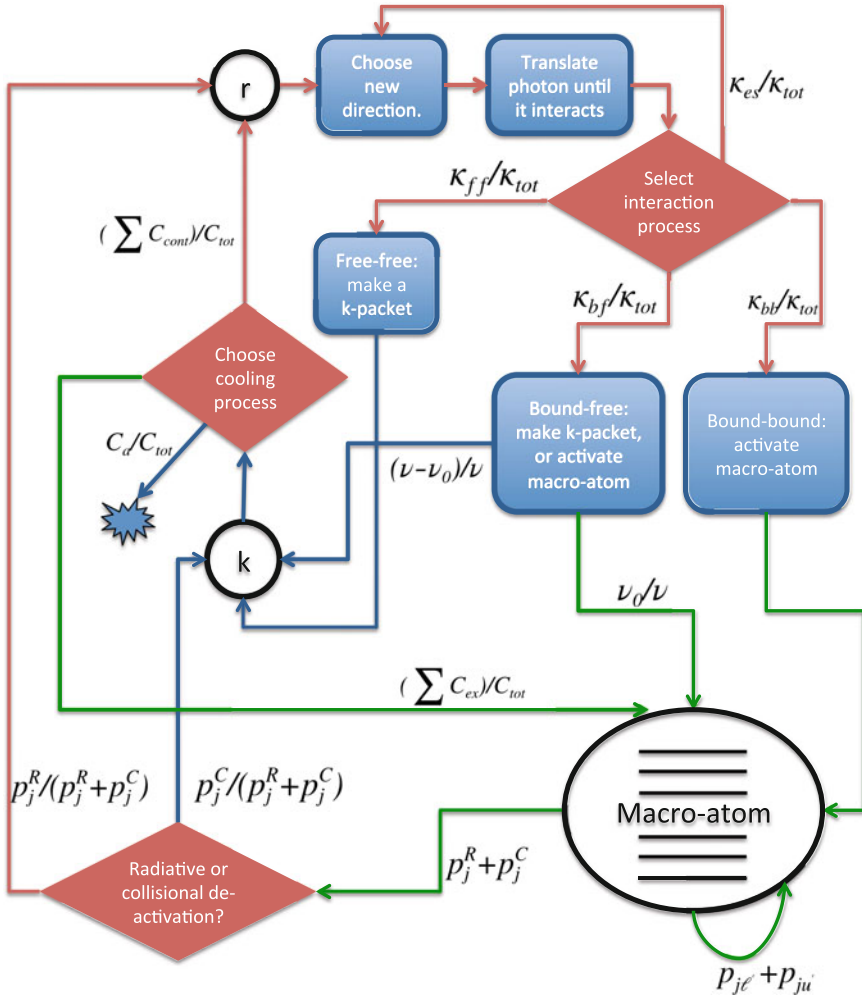 r
Choose
new
direction.
Translate
photon until
it interacts
κ_es/κ_tot
κ_ff/κ_tot
Select
interaction
process
(∑ C_cont)/C_tot
Free-free:
make a
k-packet
κ_bf/κ_tot
κ_bb/κ_tot
Choose
cooling
process
Bound-free:
make k-packet,
or activate
macro-atom
Bound-bound:
activate
macro-atom
C_a/C_tot
(ν−ν_0)/ν
k
ν_0/ν
(∑ C_ex)/C_tot
p_j^R/(p_j^R+p_j^C)
p_j^C/(p_j^R+p_j^C)
Macro-atom
p_j^R+p_j^C
Radiative or
collisional de-
activation?
p_jℓ'+p_ju'